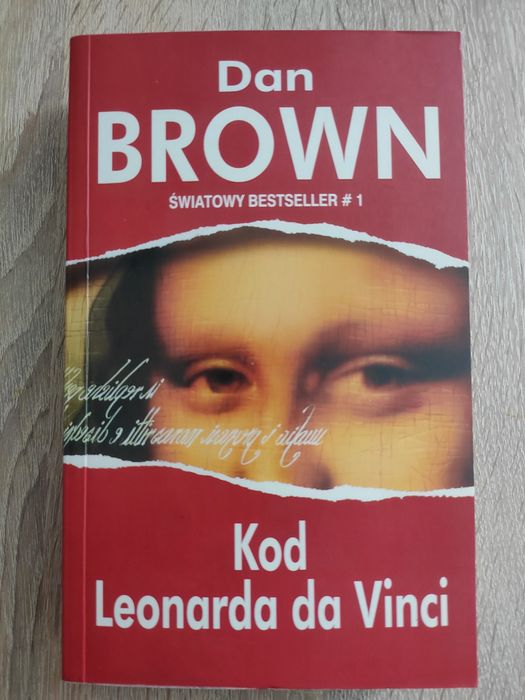 Dan
BROWN
ŚWIATOWY BESTSELLER # 1
Kod
Leonarda da Vinci